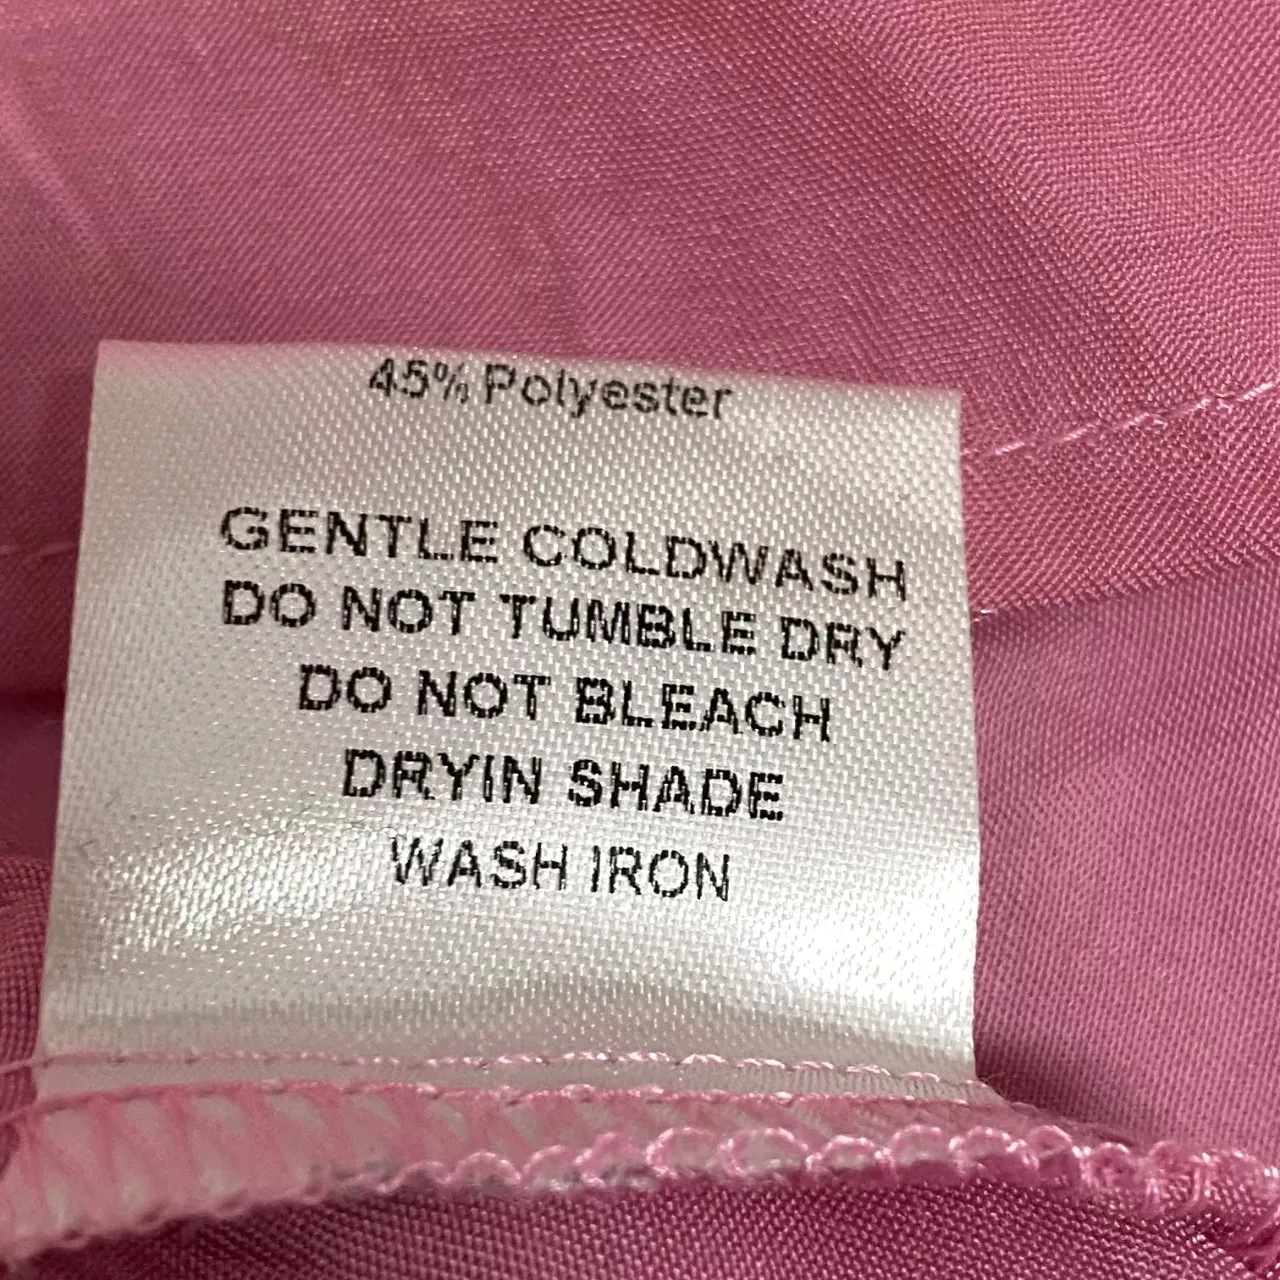 45% Polyester
GENTLE COLDWASH
DO NOT TUMBLE DRY
DO NOT BLEACH
DRYIN SHADE
WASH IRON